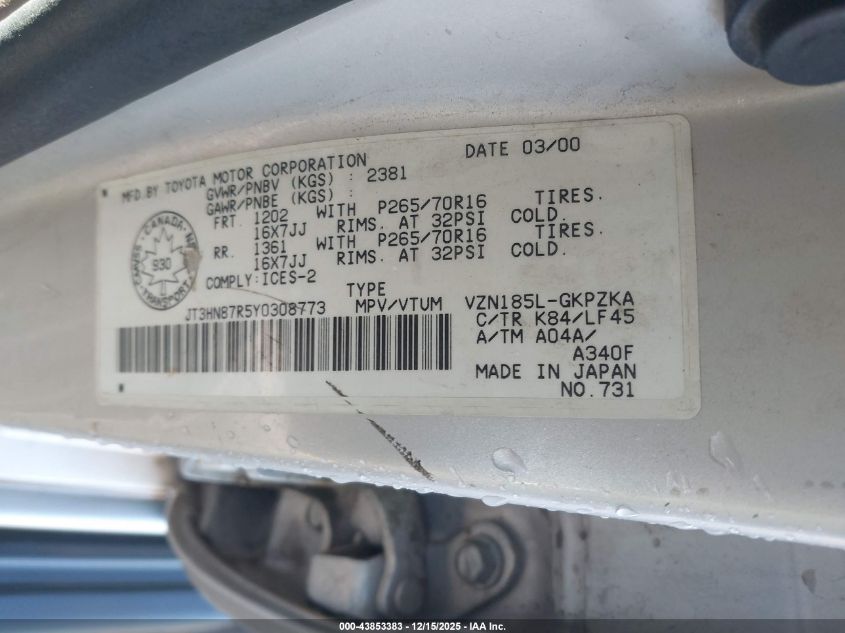 MFD.BY TOYOTA MOTOR CORPORATION DATE 03/00
GVWR/PNBV (KGS) : 2381
GAWR/PNBE (KGS) :
FRT. 1202 WITH P265/70R16 TIRES.
16X7JJ RIMS. AT 32PSI COLD.
RR. 1361 WITH P265/70R16 TIRES.
16X7JJ RIMS. AT 32PSI COLD.
COMPLY:ICES-2
CANADA
930
TRANSPORT
TYPE
JT3HN87R5Y0308773 MPV/VTUM VZN185L-GKPZKA
C/TR K84/LF45
A/TM A04A/
A340F
MADE IN JAPAN
NO.731
000-43853383 - 12/15/2025 - IAA Inc.